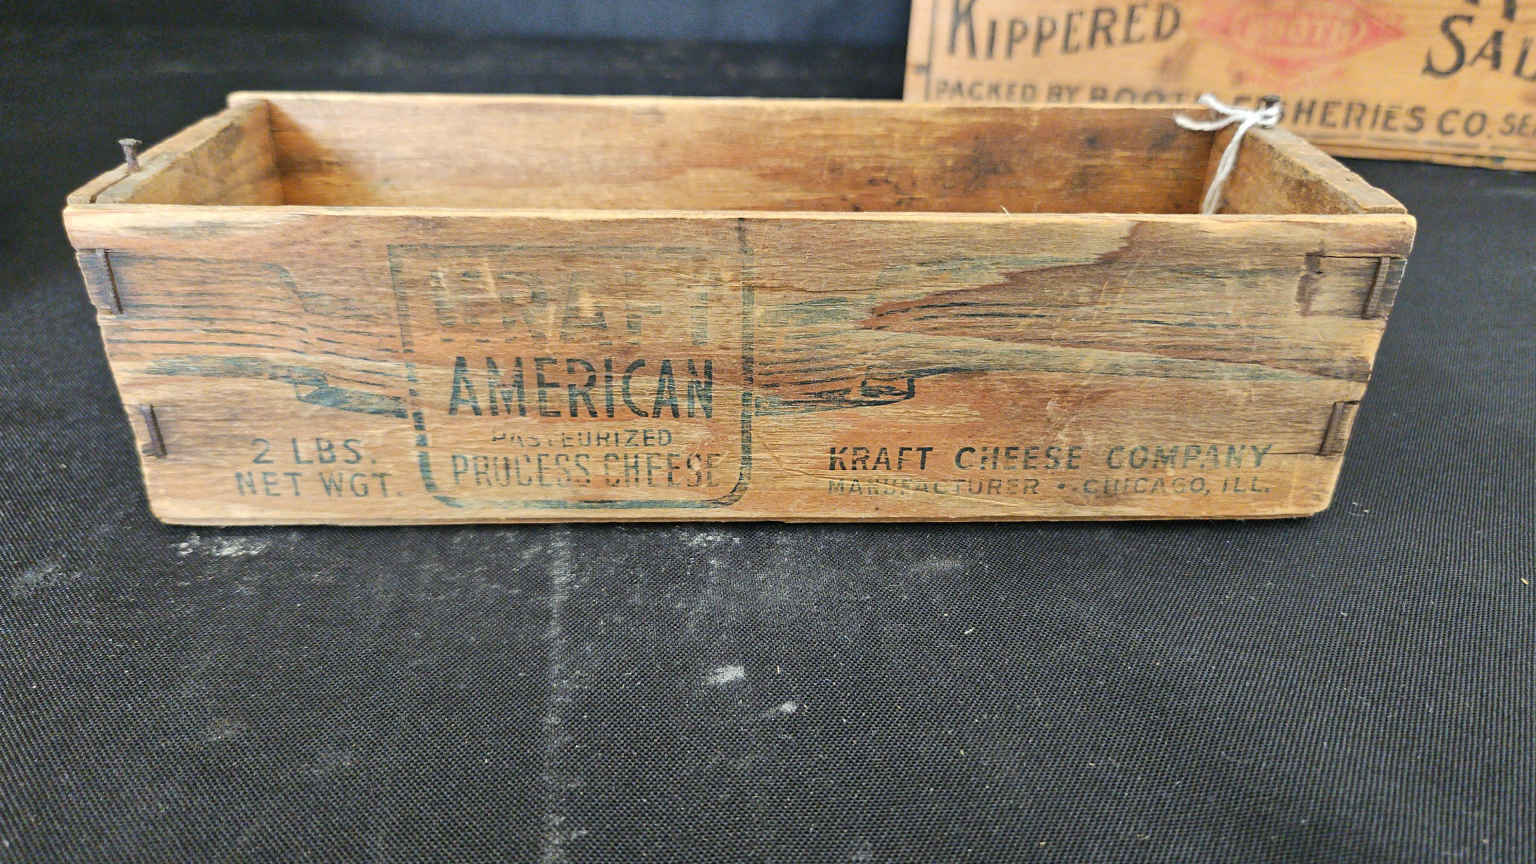 KIPPERED
PACKED BY BOOTH FISHERIES CO. SE
KRAFT
AMERICAN
PASTEURIZED
PROCESS CHEESE
2 LBS.
NET WGT.
KRAFT CHEESE COMPANY
MANUFACTURER • CHICAGO, ILL.